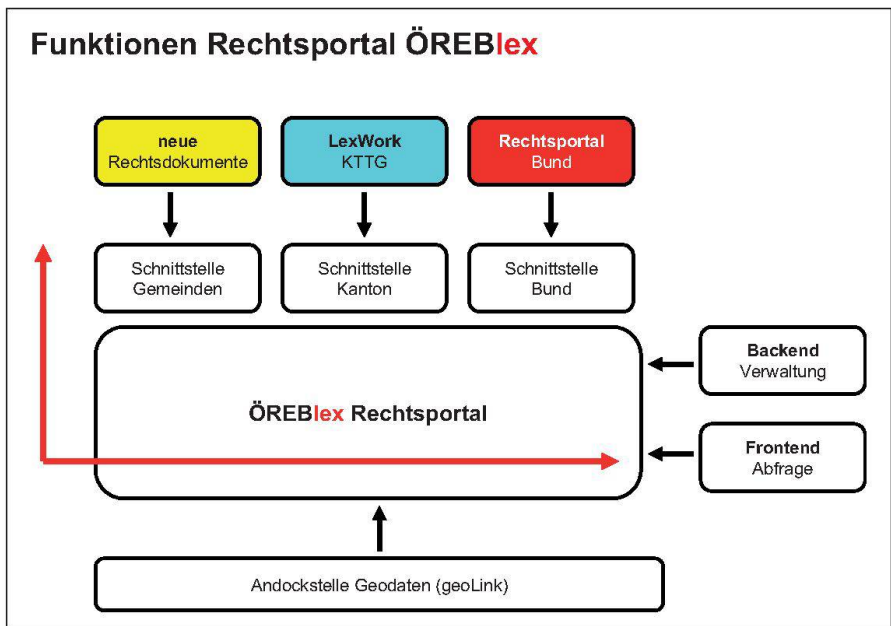 Funktionen Rechtsportal ÖREBlex
neue
Rechtsdokumente
LexWork
KTTG
Rechtsportal
Bund
Schnittstelle
Gemeinden
Schnittstelle
Kanton
Schnittstelle
Bund
Backend
Verwaltung
ÖREBlex Rechtsportal
Frontend
Abfrage
Andockstelle Geodaten (geoLink)